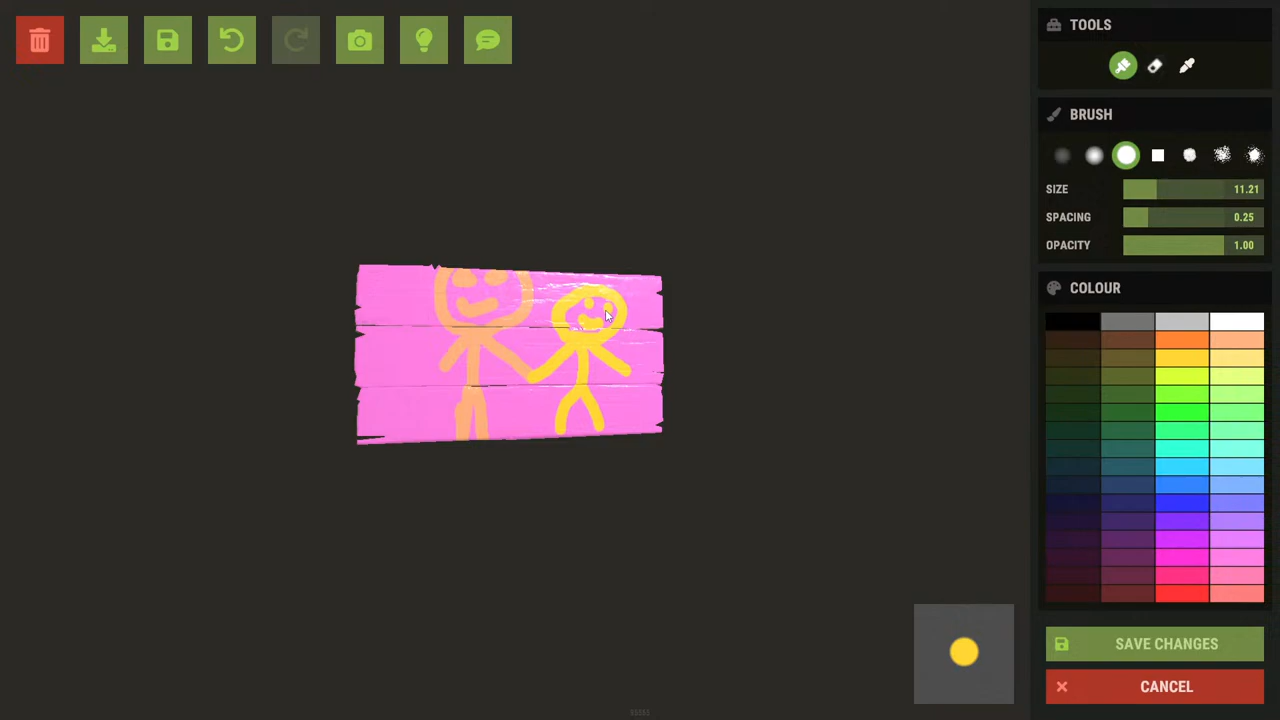 TOOLS
BRUSH
SIZE 11.21
SPACING 0.25
OPACITY 1.00
COLOUR
SAVE CHANGES
CANCEL